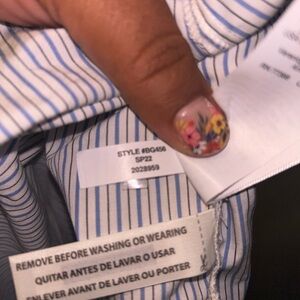 STYLE #BG456
SP22
2028959
REMOVE BEFORE WASHING OR WEARING
QUITAR ANTES DE LAVAR O USAR
ENLEVER AVANT DE LAVER OU PORTER